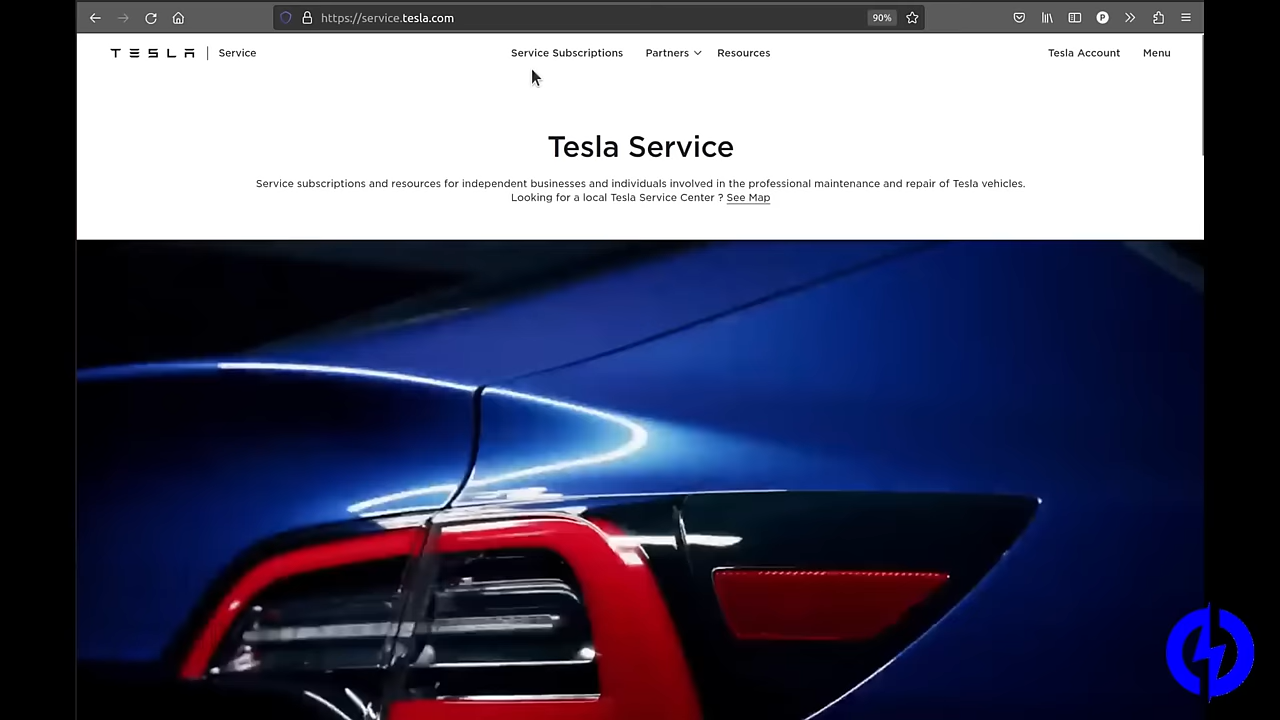 https://service.tesla.com
90%
P
TESLA | Service
Service Subscriptions
Partners
Resources
Tesla Account
Menu
Tesla Service
Service subscriptions and resources for independent businesses and individuals involved in the professional maintenance and repair of Tesla vehicles.
Looking for a local Tesla Service Center ? See Map